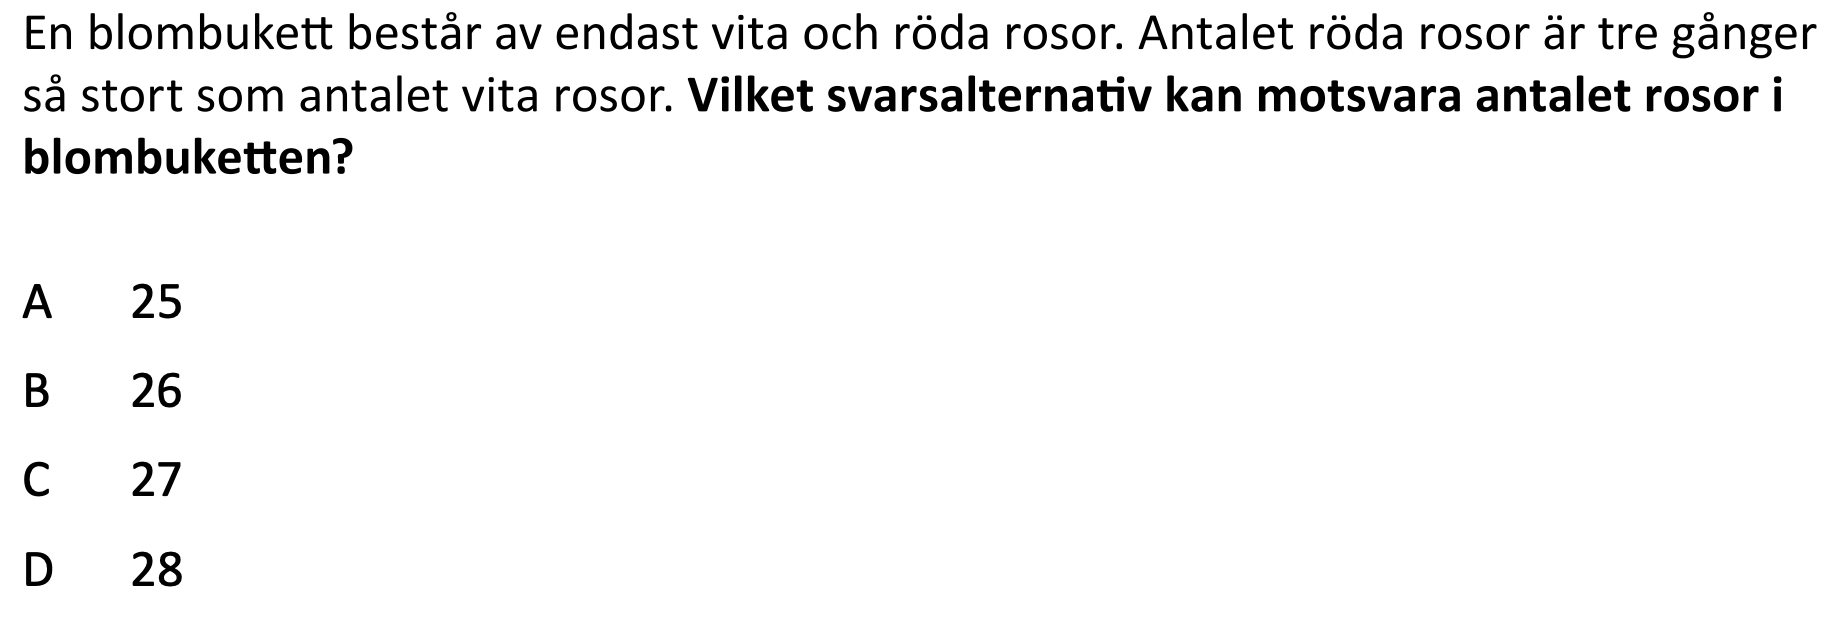 En blombukett består av endast vita och röda rosor. Antalet röda rosor är tre gånger
så stort som antalet vita rosor. Vilket svarsalternativ kan motsvara antalet rosor i
blombuketten?
A 25
B 26
C 27
D 28